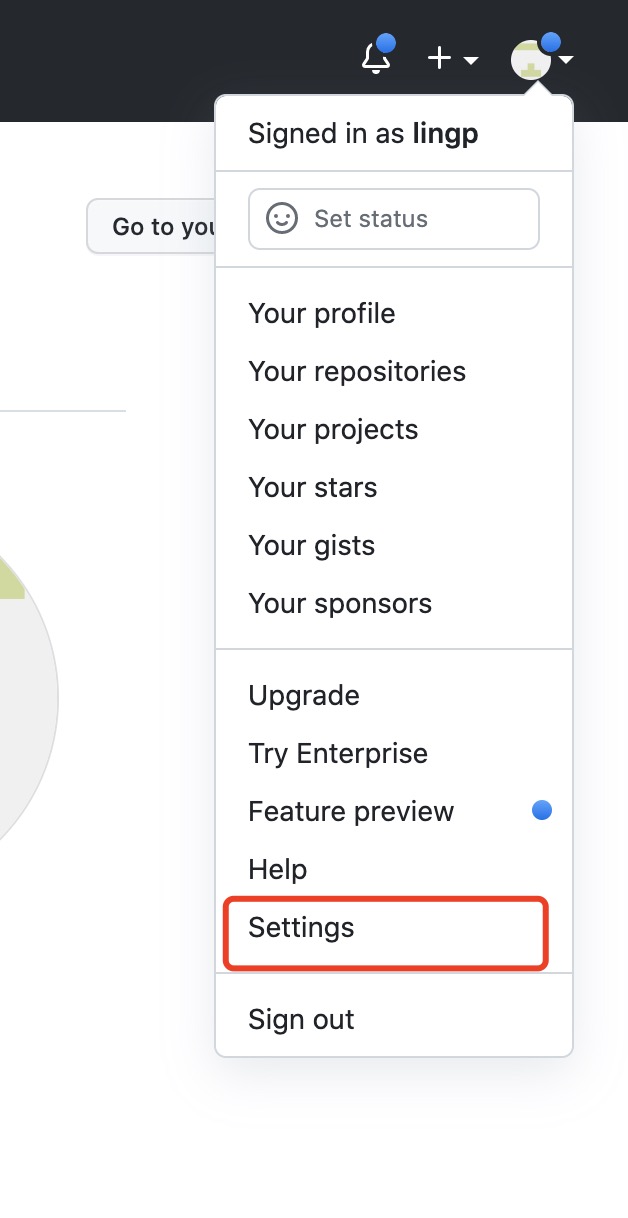 Signed in as lingp
Go to you
Set status
Your profile
Your repositories
Your projects
Your stars
Your gists
Your sponsors
Upgrade
Try Enterprise
Feature preview
Help
Settings
Sign out